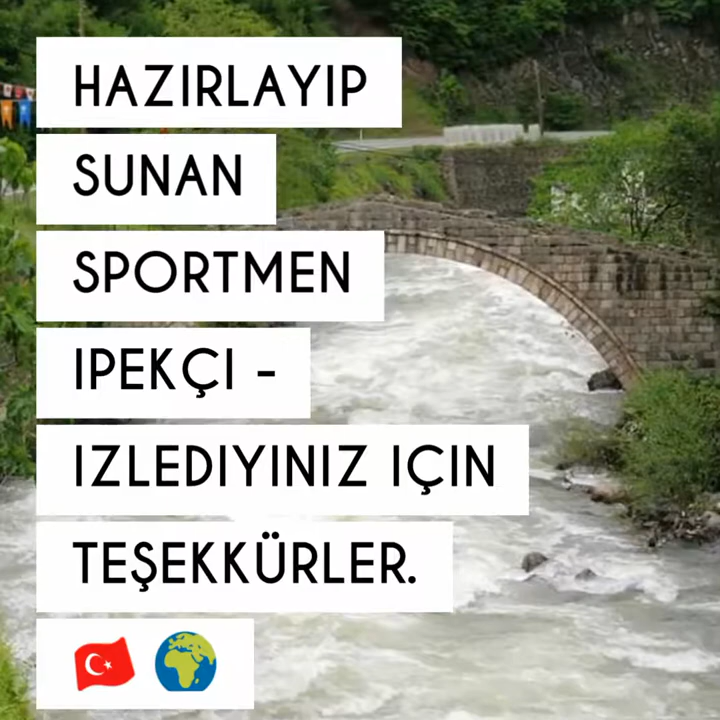 HAZIRLAYIP
SUNAN
SPORTMEN
IPEKÇI -
IZLEDIYINIZ IÇIN
TEŞEKKÜRLER.